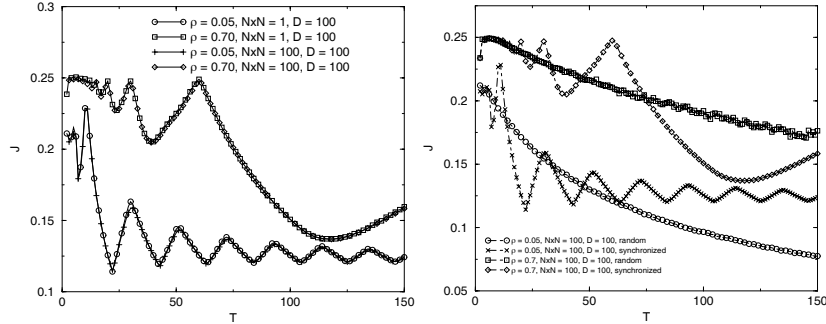 ρ = 0.05, NxN = 1, D = 100
ρ = 0.70, NxN = 1, D = 100
ρ = 0.05, NxN = 100, D = 100
ρ = 0.70, NxN = 100, D = 100
0.3
0.25
0.2
0.15
0.1
J
0
50
100
150
T
0.25
0.2
0.15
0.1
0.05
J
ρ = 0.05, NxN = 100, D = 100, random
ρ = 0.05, NxN = 100, D = 100, synchronized
ρ = 0.7, NxN = 100, D = 100, random
ρ = 0.7, NxN = 100, D = 100, synchronized
0
50
100
150
T